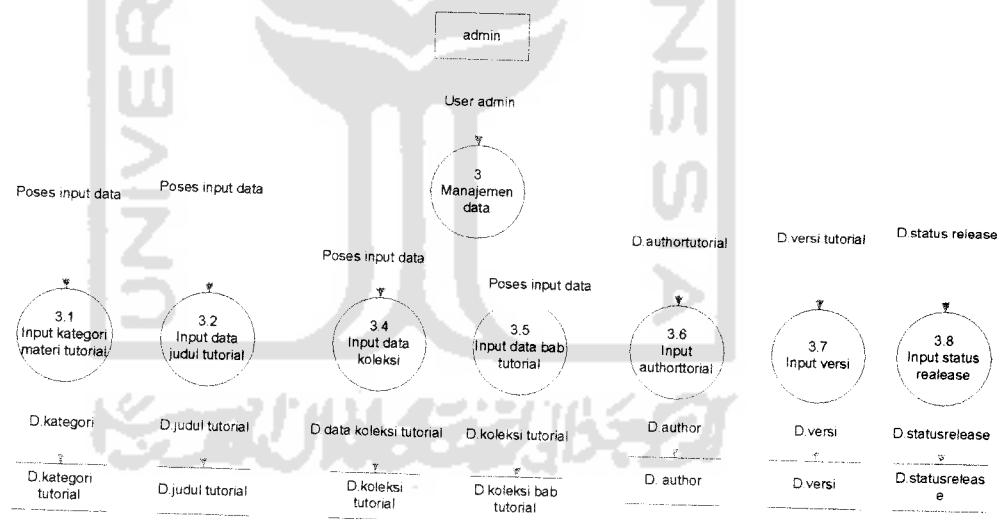 admin
User admin
3
Manajemen
data
Poses input data
Poses input data
Poses input data
Poses input data
D.authortutorial
D.versi tutorial
D.status release
3.1
Input kategori
materi tutorial
3.2
Input data
judul tutorial
3.4
Input data
koleksi
3.5
Input data bab
tutorial
3.6
Input
authorttorial
3.7
Input versi
3.8
Input status
realease
D.kategori
D.judul tutorial
D data koleksi tutorial
D.koleksi tutorial
D.author
D.versi
D.statusrelease
D.kategori
tutorial
D.judul tutorial
D.koleksi
tutorial
D koleksi bab
tutorial
D. author
D.versi
D.statusreleas
e
UNIVER
NESIA